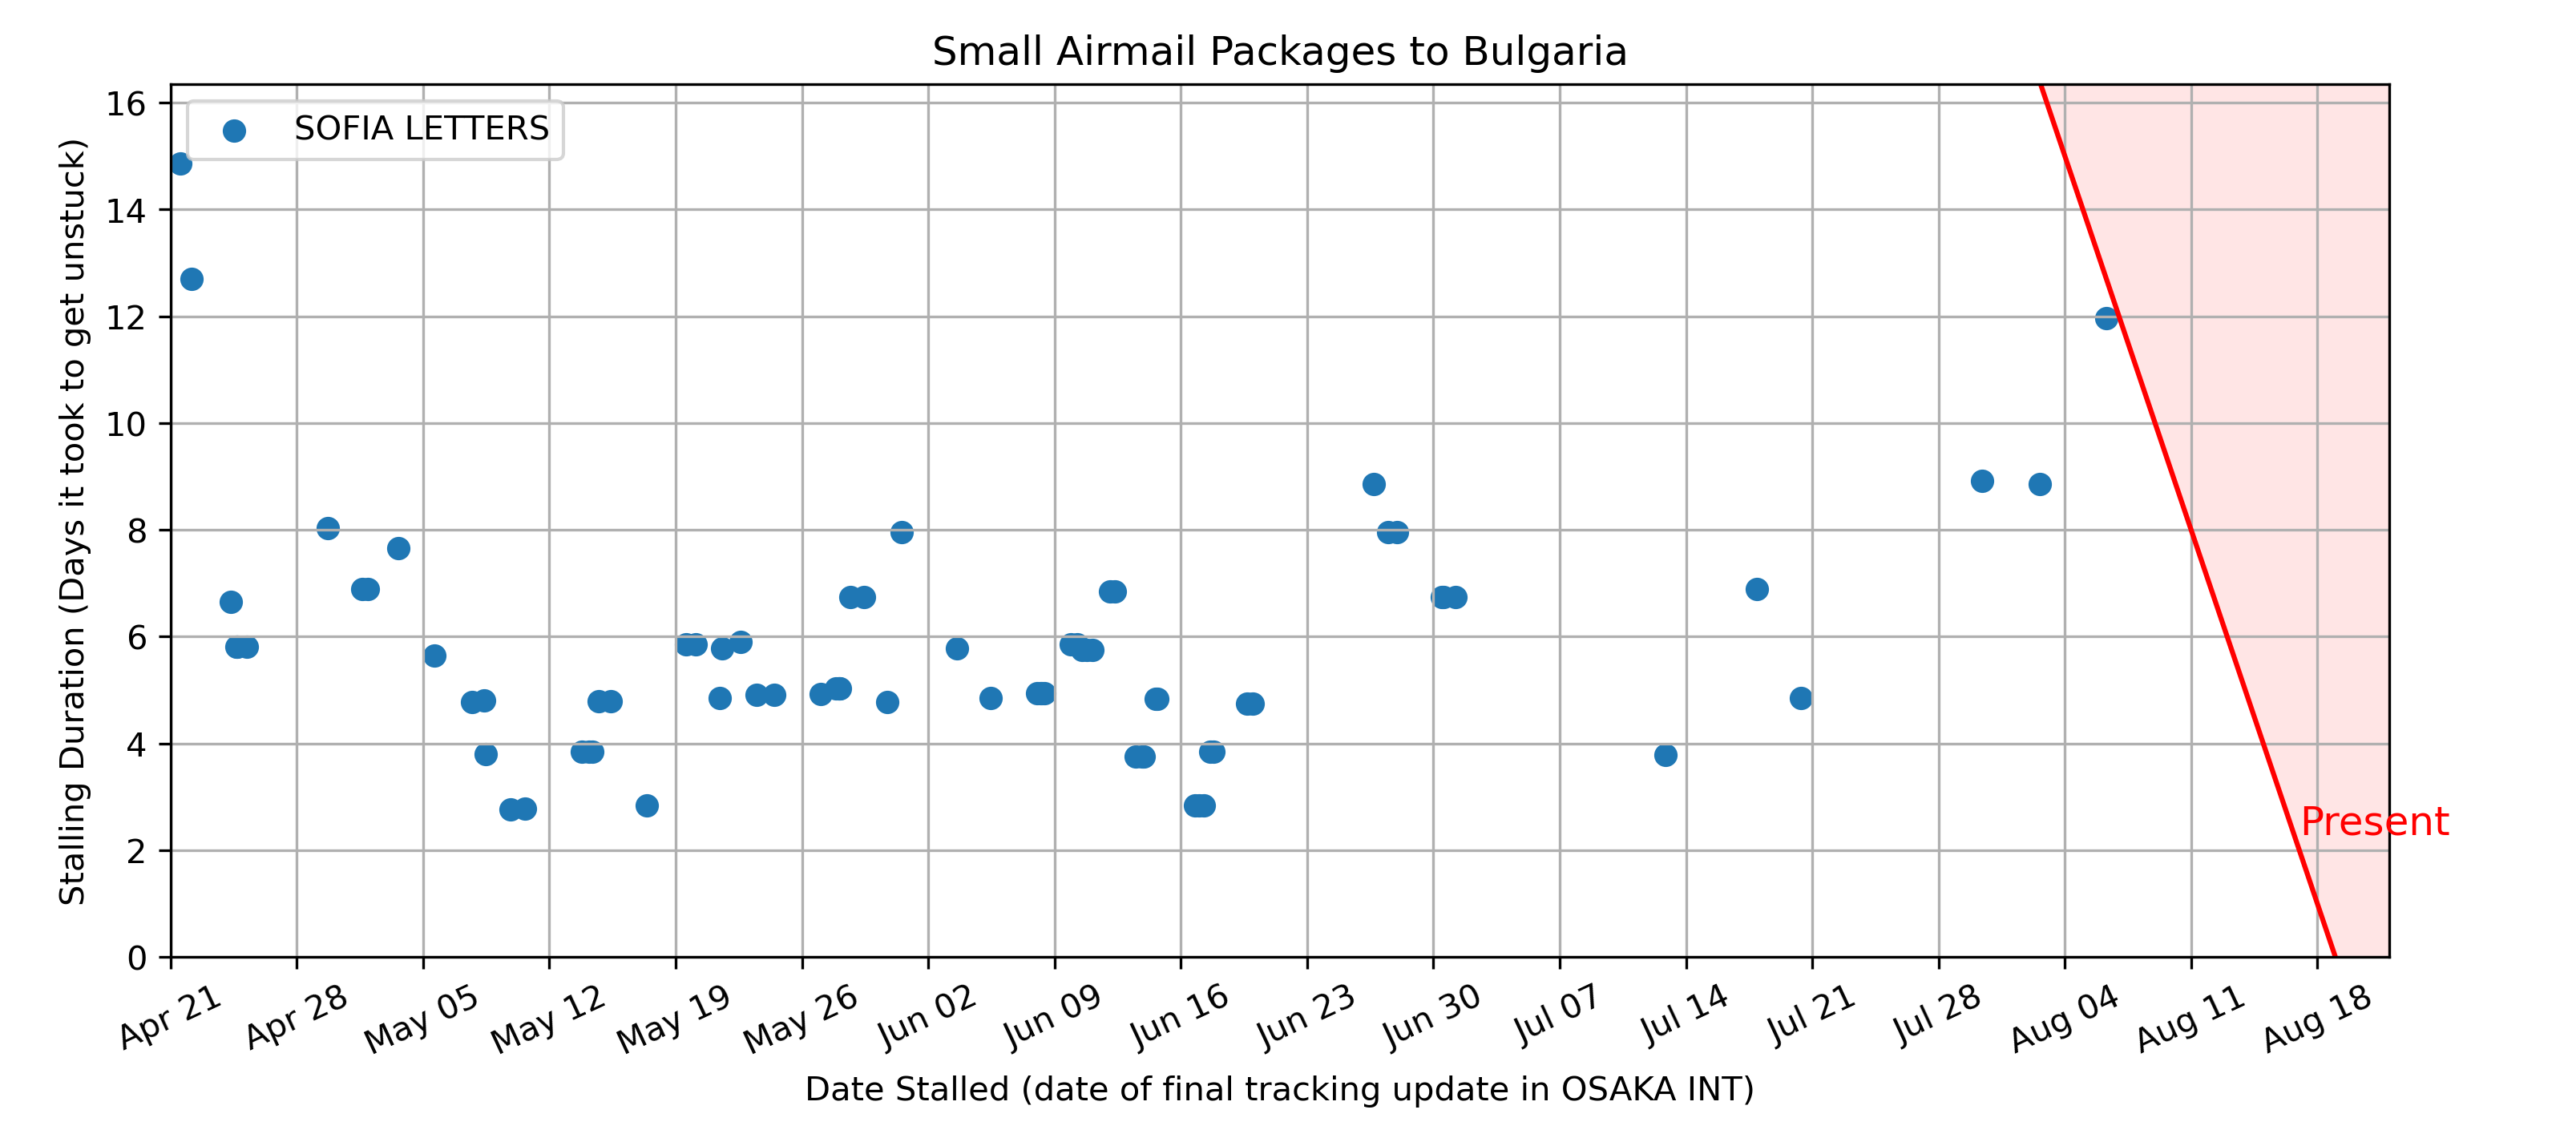 Small Airmail Packages to Bulgaria
SOFIA LETTERS
Stalling Duration (Days it took to get unstuck)
16
14
12
10
8
6
4
2
0
Present
Apr 21
Apr 28
May 05
May 12
May 19
May 26
Jun 02
Jun 09
Jun 16
Jun 23
Jun 30
Jul 07
Jul 14
Jul 21
Jul 28
Aug 04
Aug 11
Aug 18
Date Stalled (date of final tracking update in OSAKA INT)